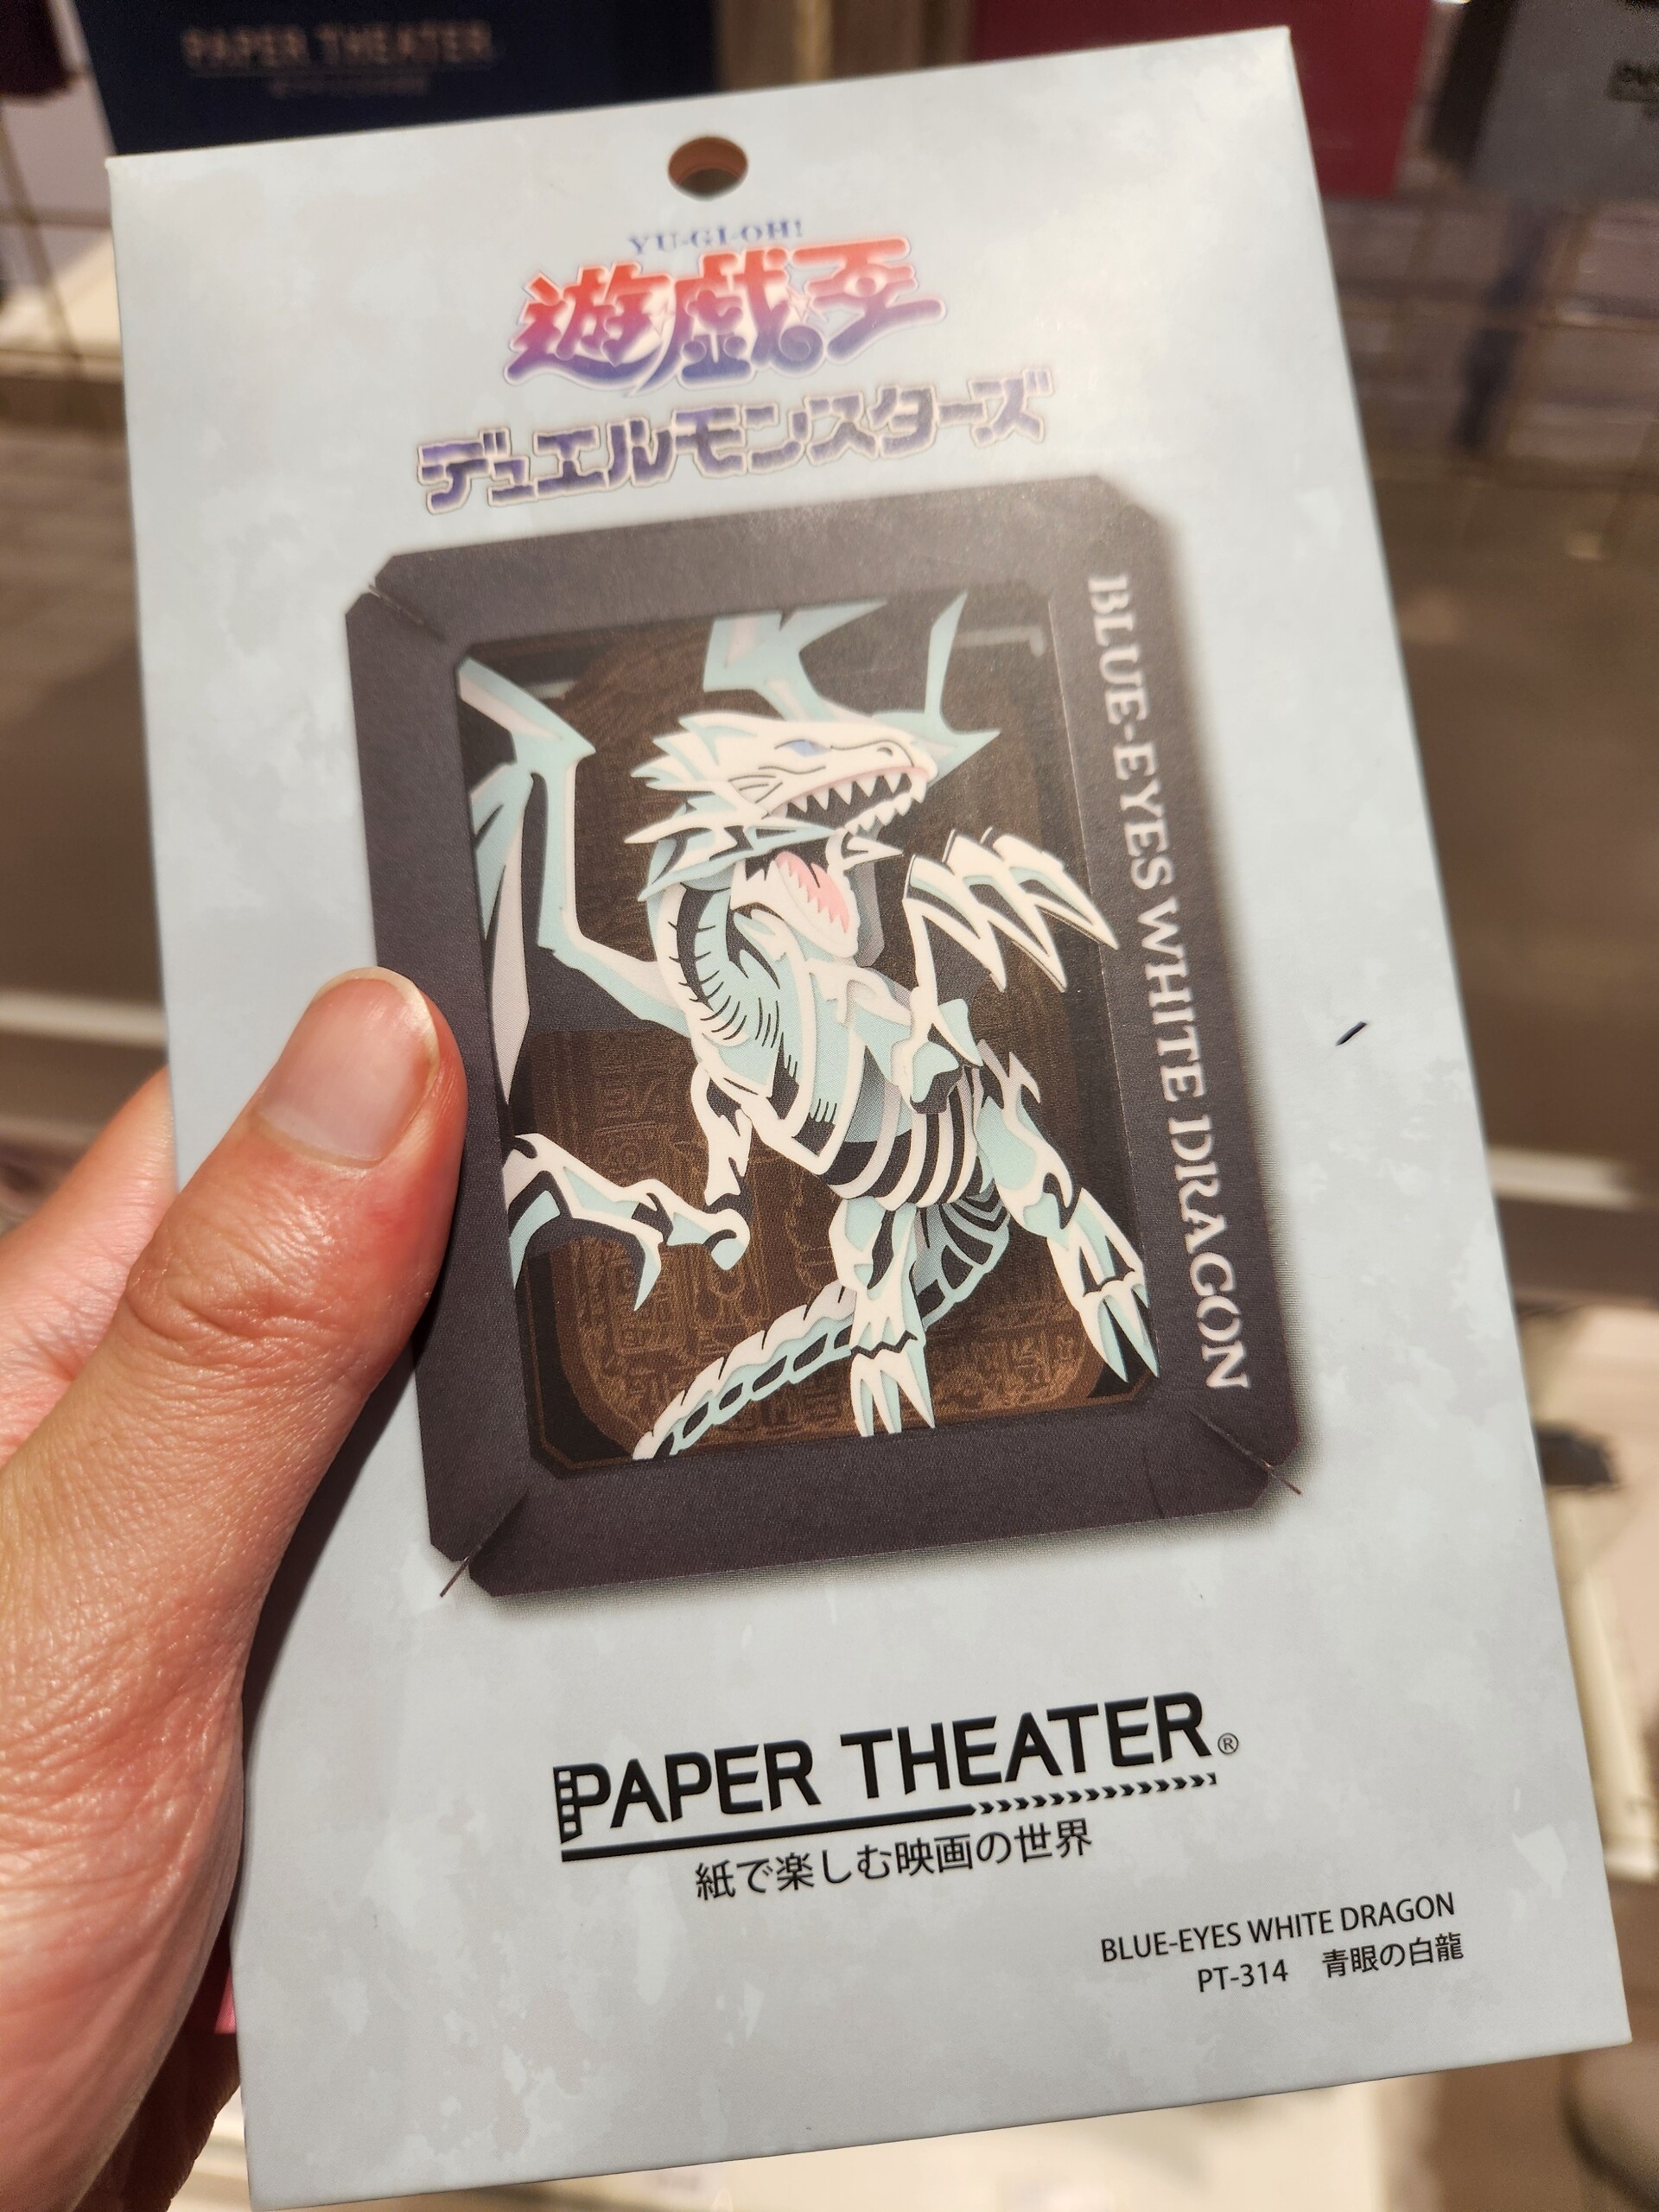 PAPER THEATER
YU-GI-OH!
遊戯王
デュエルモンスターズ
BLUE-EYES WHITE DRAGON
PAPER THEATER®
紙で楽しむ映画の世界
BLUE-EYES WHITE DRAGON
PT-314 青眼の白龍